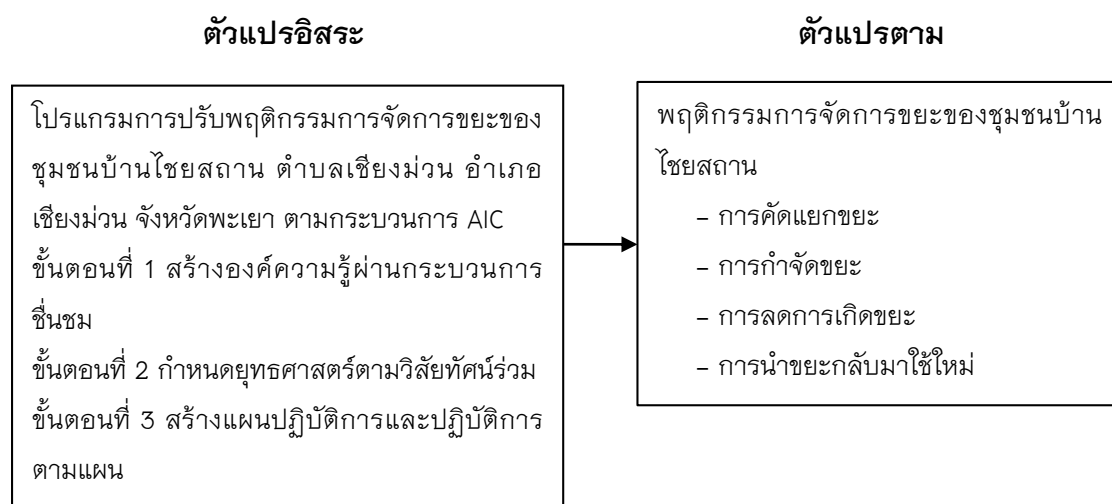 ตัวแปรอิสระ
ตัวแปรตาม
โปรแกรมการปรับพฤติกรรมการจัดการขยะของ
ชุมชนบ้านไชยสถาน ตำบลเชียงม่วน อำเภอ
เชียงม่วน จังหวัดพะเยา ตามกระบวนการ AIC
ขั้นตอนที่ 1 สร้างองค์ความรู้ผ่านกระบวนการ
ชื่นชม
ขั้นตอนที่ 2 กำหนดยุทธศาสตร์ตามวิสัยทัศน์ร่วม
ขั้นตอนที่ 3 สร้างแผนปฏิบัติการและปฏิบัติการ
ตามแผน
พฤติกรรมการจัดการขยะของชุมชนบ้าน
ไชยสถาน
– การคัดแยกขยะ
– การกำจัดขยะ
– การลดการเกิดขยะ
– การนำขยะกลับมาใช้ใหม่